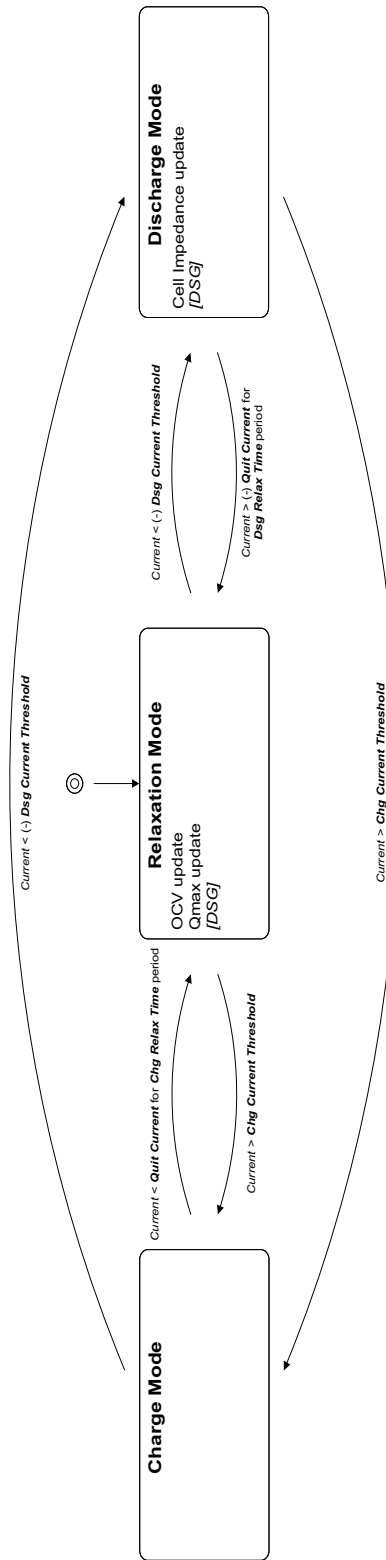 Current < (-) Dsg Current Threshold
Charge Mode
Current < Quit Current for Chg Relax Time period
Current > Chg Current Threshold
Relaxation Mode
OCV update
Qmax update
[DSG]
Current < (-) Dsg Current Threshold
Current > (-) Quit Current for
Dsg Relax Time period
Discharge Mode
Cell Impedance update
[DSG]
Current > Chg Current Threshold